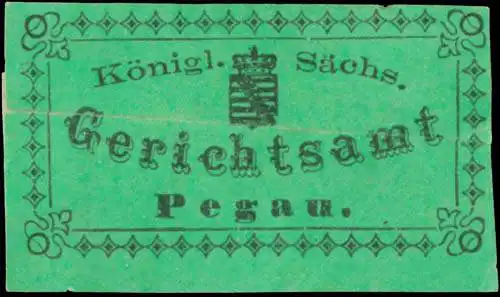 Königl. Sächs.
Gerichtsamt
Pegau.